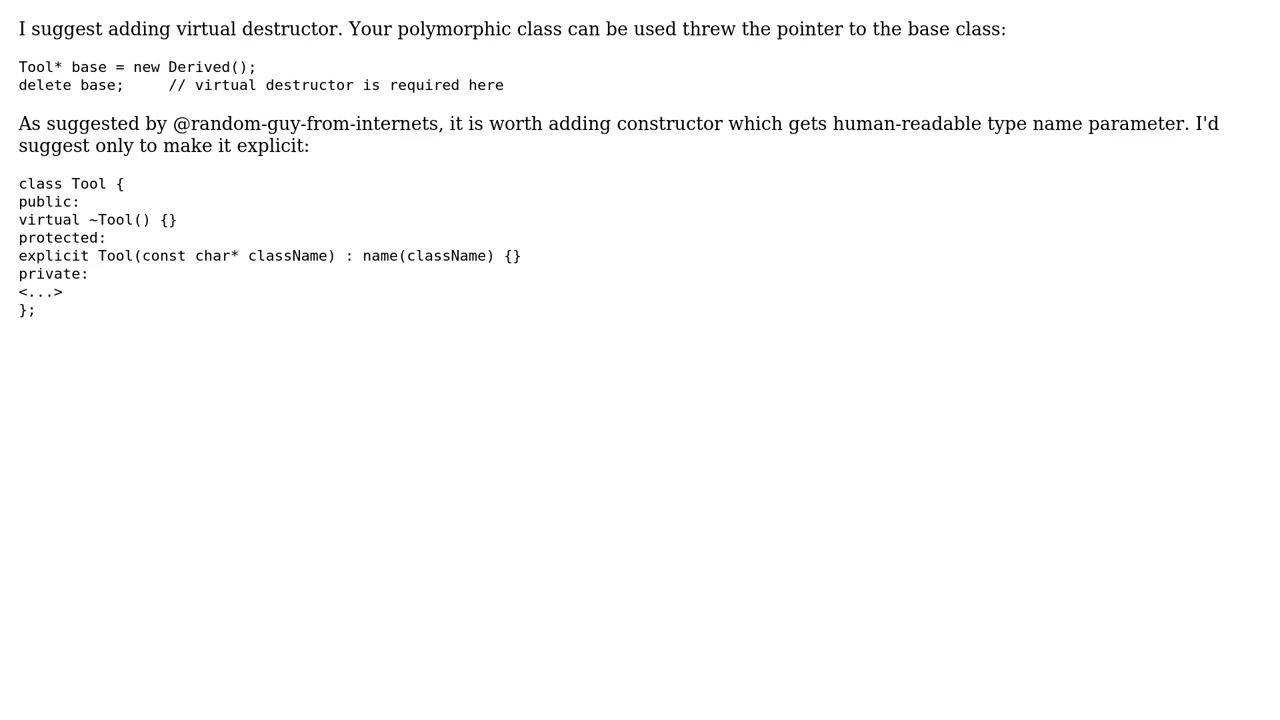 I suggest adding virtual destructor. Your polymorphic class can be used threw the pointer to the base class:
Tool* base = new Derived();
delete base;     // virtual destructor is required here
As suggested by @random-guy-from-internets, it is worth adding constructor which gets human-readable type name parameter. I'd
suggest only to make it explicit:
class Tool {
public:
virtual ~Tool() {}
protected:
explicit Tool(const char* className) : name(className) {}
private:
<...>
};